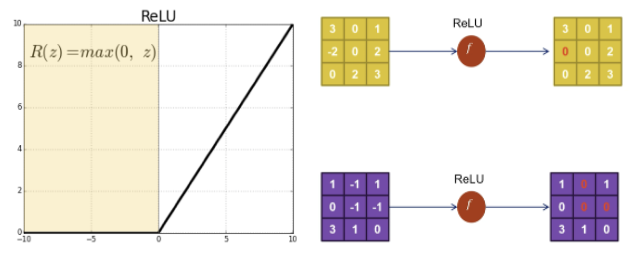 ReLU
R(z)=max(0, z)
10
8
6
4
2
0
-10 -5 0 5 10
ReLU
3 0 1
-2 0 2
0 2 3
f
3 0 1
0 0 2
0 2 3
ReLU
1 -1 1
0 -1 -1
3 1 0
f
1 0 1
0 0 0
3 1 0